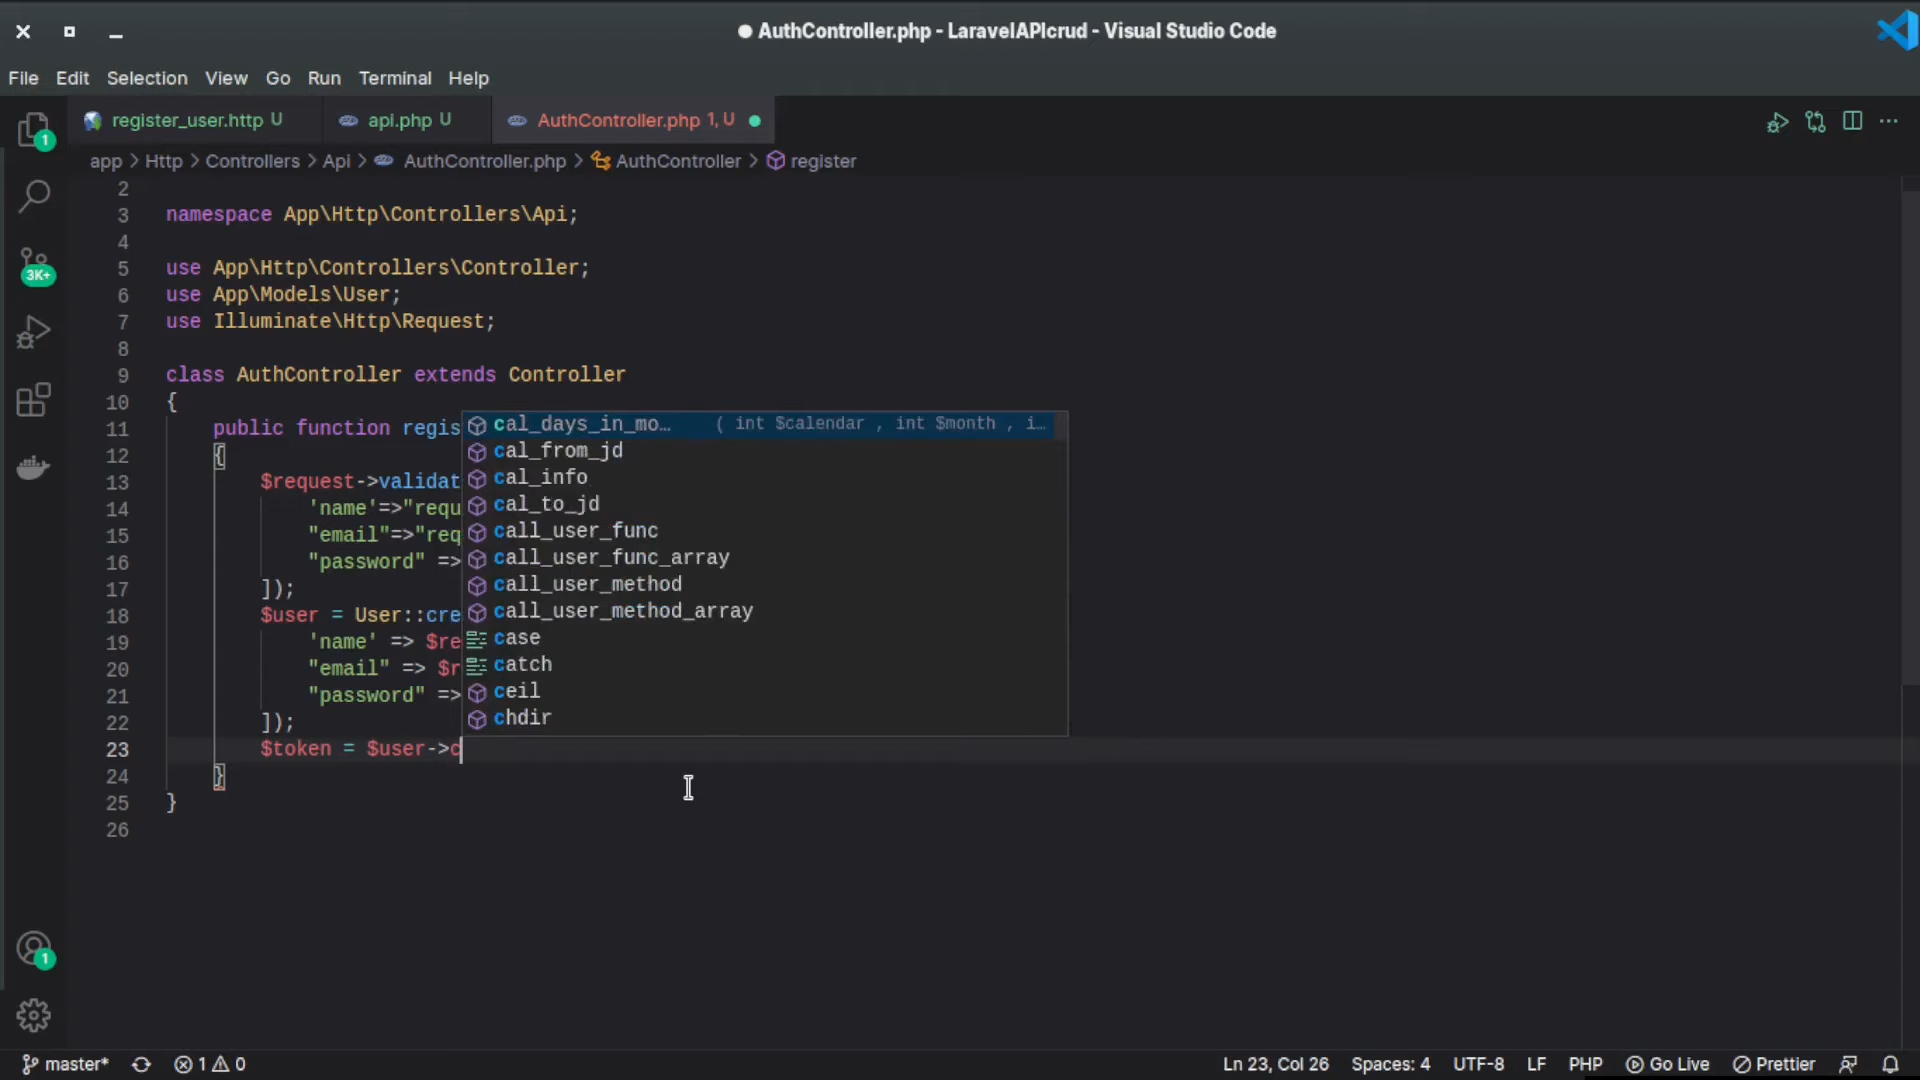 AuthController.php - LaravelAPIcrud - Visual Studio Code
File Edit Selection View Go Run Terminal Help
1 register_user.http U api.php U AuthController.php 1, U
app > Http > Controllers > Api > AuthController.php > AuthController > register
2
3 namespace App\Http\Controllers\Api;
4
5 use App\Http\Controllers\Controller;
6 use App\Models\User;
7 use Illuminate\Http\Request;
8
9 class AuthController extends Controller
10 {
11 public function regis
12 {
13 $request->validat
14 'name'=>"requ
15 "email"=>"req
16 "password" =>
17 ]);
18 $user = User::cre
19 'name' => $re
20 "email" => $r
21 "password" =>
22 ]);
23 $token = $user->c
24 }
25 }
26
cal_days_in_mo… ( int $calendar , int $month , i…
cal_from_jd
cal_info
cal_to_jd
call_user_func
call_user_func_array
call_user_method
call_user_method_array
case
catch
ceil
chdir
3K+
1
master* 1 0 Ln 23, Col 26 Spaces: 4 UTF-8 LF PHP Go Live Prettier